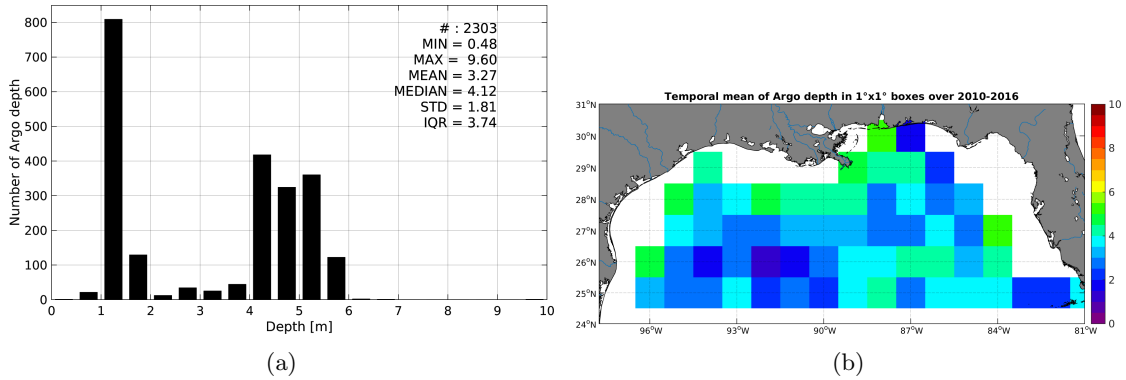 # : 2303
MIN = 0.48
MAX = 9.60
MEAN = 3.27
MEDIAN = 4.12
STD = 1.81
IQR = 3.74
Number of Argo depth
800
700
600
500
400
300
200
100
0
0 1 2 3 4 5 6 7 8 9 10
Depth [m]
(a)
Temporal mean of Argo depth in 1°x1° boxes over 2010-2016
31°N
30°N
29°N
28°N
27°N
26°N
25°N
24°N
96°W 93°W 90°W 87°W 84°W 81°W
10
8
6
4
2
0
(b)